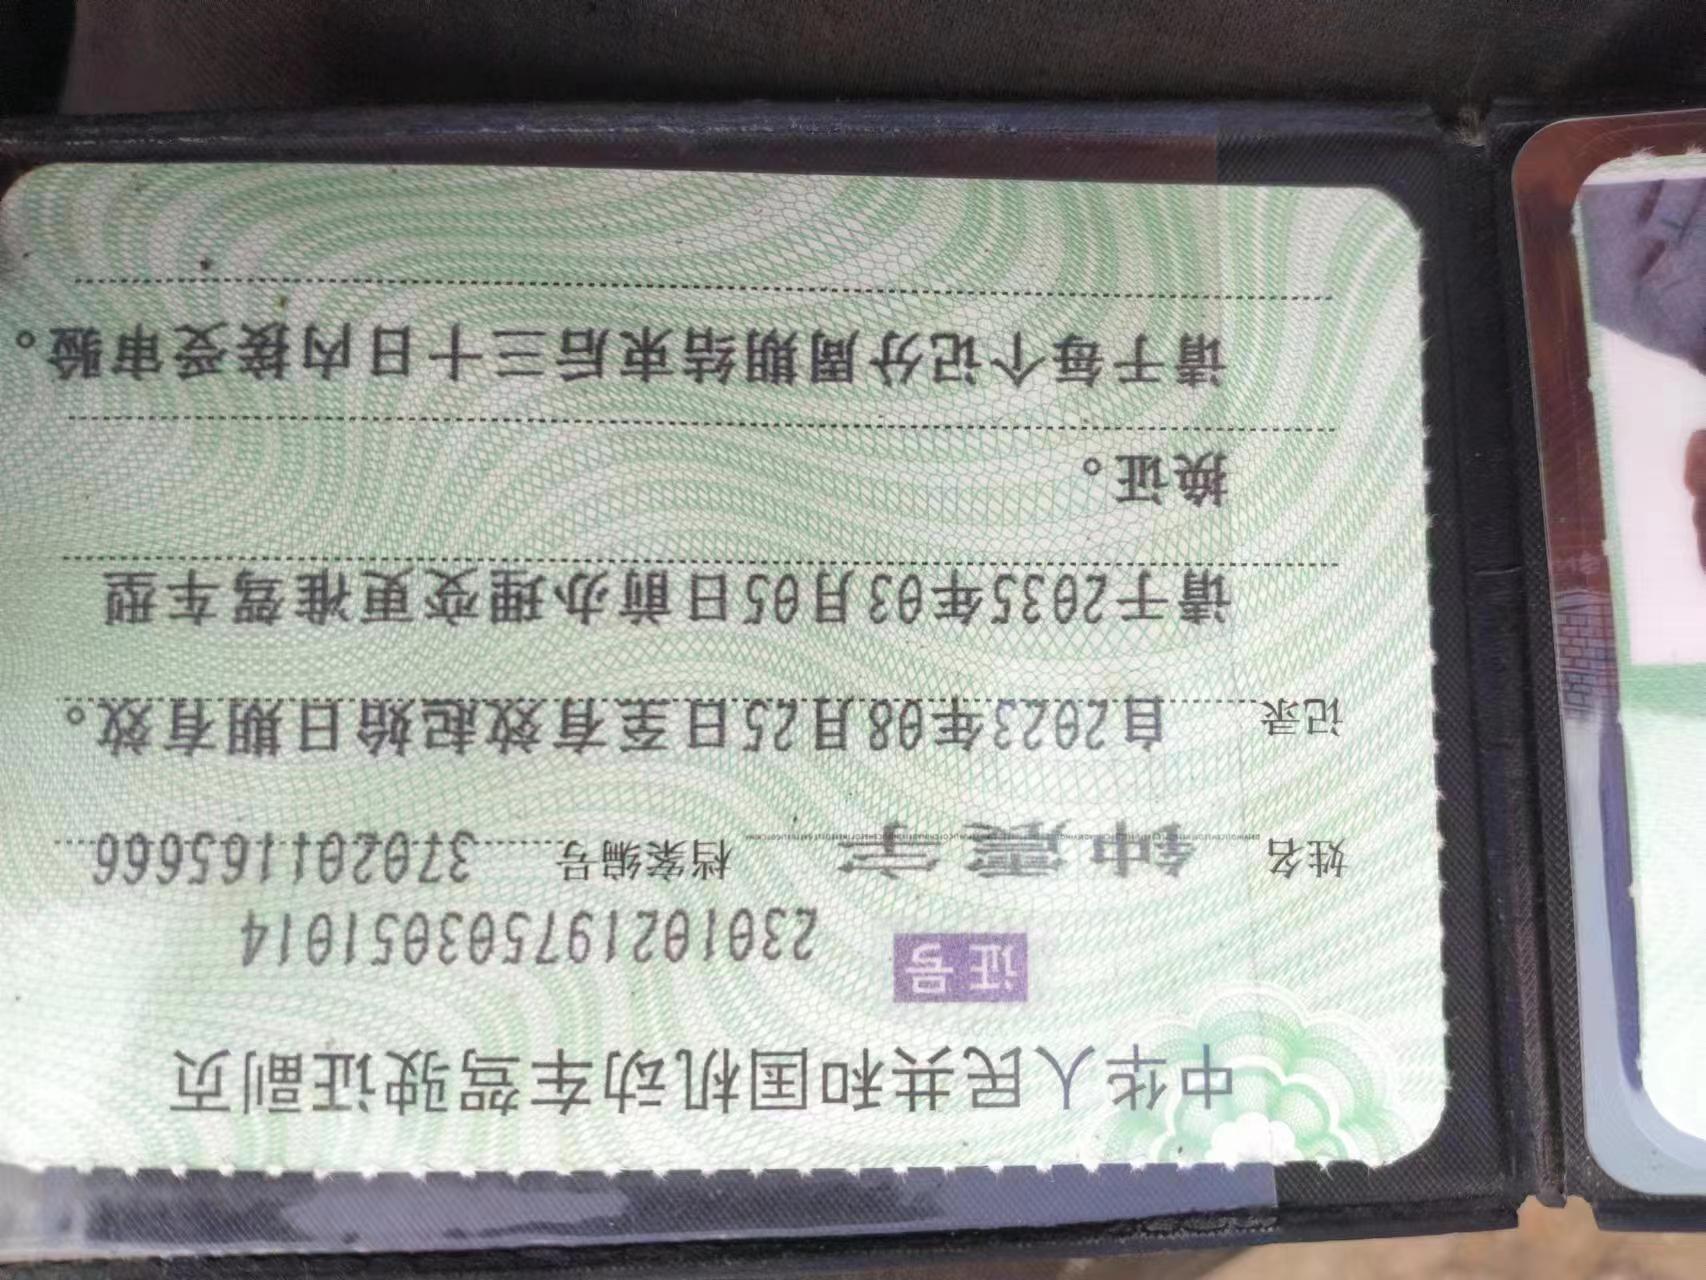 中华人民共和国机动车驾驶证副页
证号 230102197503051014
姓名 钟震宇 档案编号 370201165666
记录 自2023年08月25日至有效起始日期有效。
请于2035年03月05日前办理变更准驾车型
换证。
请于每个记分周期结束后三十日内接受审验。